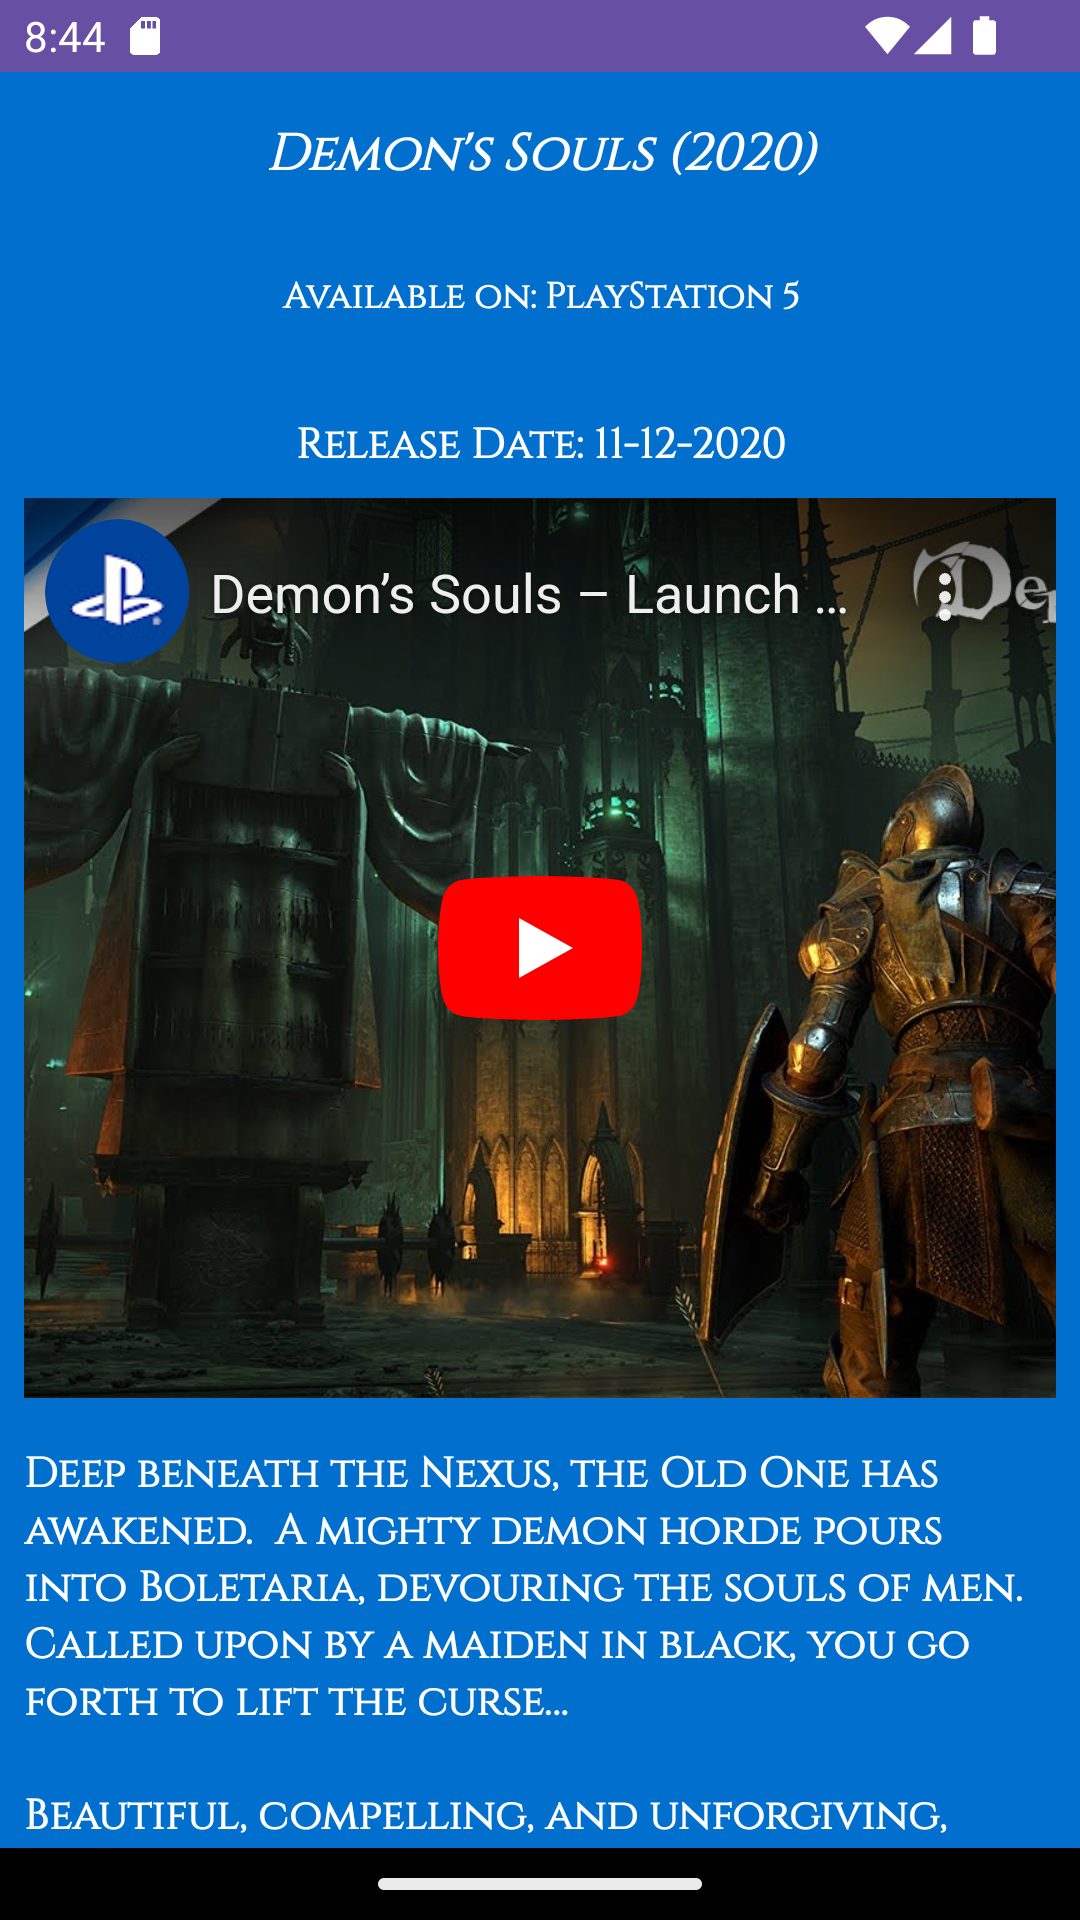 8:44
Demon's Souls (2020)
Available on: PlayStation 5
Release Date: 11-12-2020
Demon’s Souls – Launch ...
De
Deep beneath the Nexus, the Old One has
awakened.  A mighty demon horde pours
into Boletaria, devouring the souls of men.
Called upon by a maiden in black, you go
forth to lift the curse...
Beautiful, compelling, and unforgiving,